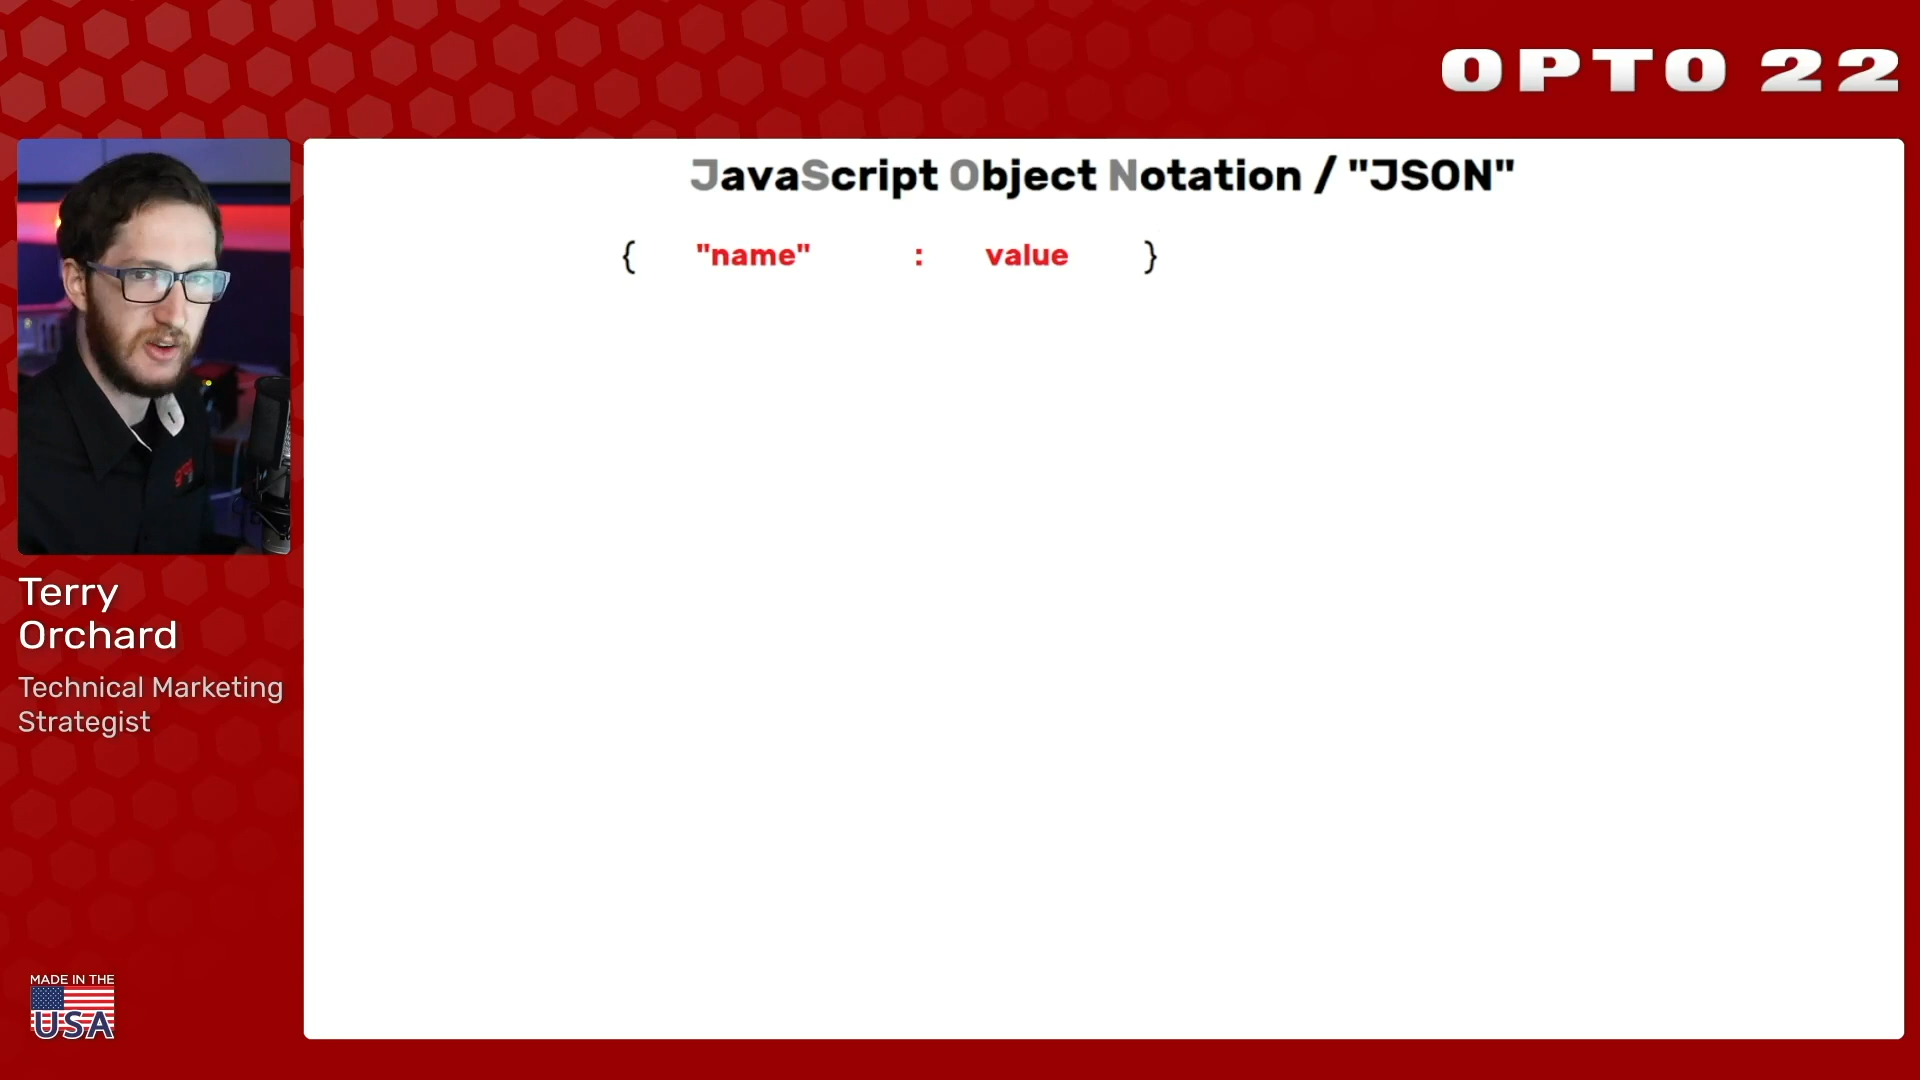 OPTO 22
JavaScript Object Notation / "JSON"
{ "name" : value }
Terry
Orchard
Technical Marketing
Strategist
MADE IN THE
USA